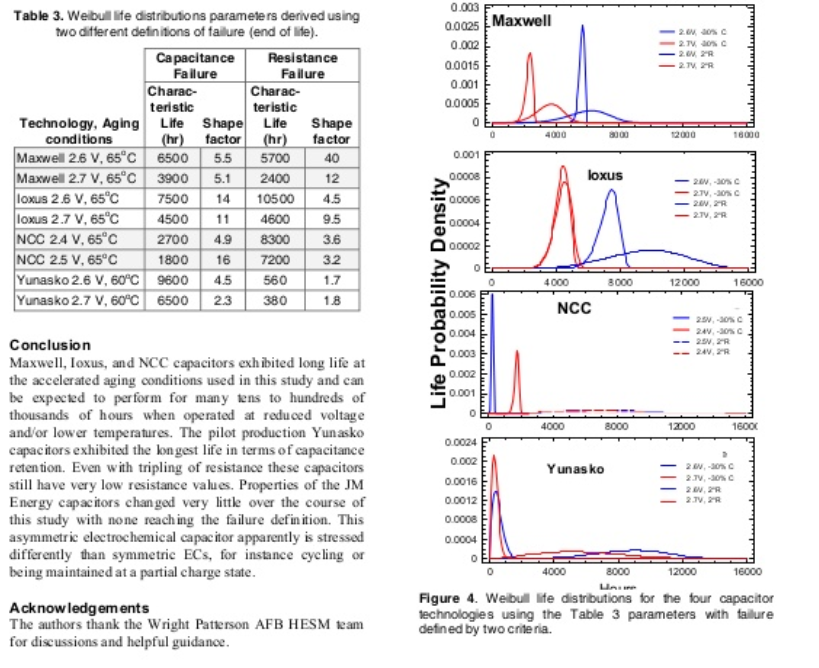 Table 3. Weibull life distributions parameters derived using
two different definitions of failure (end of life).
Capacitance Failure Resistance Failure
Technology, Aging conditions Charac-teristic Life (hr) Shape factor Charac-teristic Life (hr) Shape factor
Maxwell 2.6 V, 65°C 6500 5.5 5700 40
Maxwell 2.7 V, 65°C 3900 5.1 2400 12
Ioxus 2.6 V, 65°C 7500 14 10500 4.5
Ioxus 2.7 V, 65°C 4500 11 4600 9.5
NCC 2.4 V, 65°C 2700 4.9 8300 3.6
NCC 2.5 V, 65°C 1800 16 7200 3.2
Yunasko 2.6 V, 60°C 9600 4.5 560 1.7
Yunasko 2.7 V, 60°C 6500 2.3 380 1.8
Conclusion
Maxwell, Ioxus, and NCC capacitors exhibited long life at
the accelerated aging conditions used in this study and can
be expected to perform for many tens to hundreds of
thousands of hours when operated at reduced voltage
and/or lower temperatures. The pilot production Yunasko
capacitors exhibited the longest life in terms of capacitance
retention. Even with tripling of resistance these capacitors
still have very low resistance values. Properties of the JM
Energy capacitors changed very little over the course of
this study with none reaching the failure definition. This
asymmetric electrochemical capacitor apparently is stressed
differently than symmetric ECs, for instance cycling or
being maintained at a partial charge state.
Acknowledgements
The authors thank the Wright Patterson AFB HESM team
for discussions and helpful guidance.
Life Probability Density
Maxwell
0.003
0.0025
0.002
0.0015
0.001
0.0005
0
2.6V, -30% C
2.7V, -30% C
2.6V, 2*R
2.7V, 2*R
0 4000 8000 12000 16000
Ioxus
0.001
0.0008
0.0006
0.0004
0.0002
0
2.6V, -30% C
2.7V, -30% C
2.6V, 2*R
2.7V, 2*R
0 4000 8000 12000 16000
NCC
0.006
0.005
0.004
0.003
0.002
0.001
0
2.5V, -30% C
2.4V, -30% C
2.5V, 2*R
2.4V, 2*R
0 4000 8000 12000 16000
Yunasko
0.0024
0.002
0.0016
0.0012
0.0008
0.0004
0
2.6V, -30% C
2.7V, -30% C
2.6V, 2*R
2.7V, 2*R
0 4000 8000 12000 16000
Hours
Figure 4. Weibull life distributions for the four capacitor
technologies using the Table 3 parameters with failure
defined by two criteria.